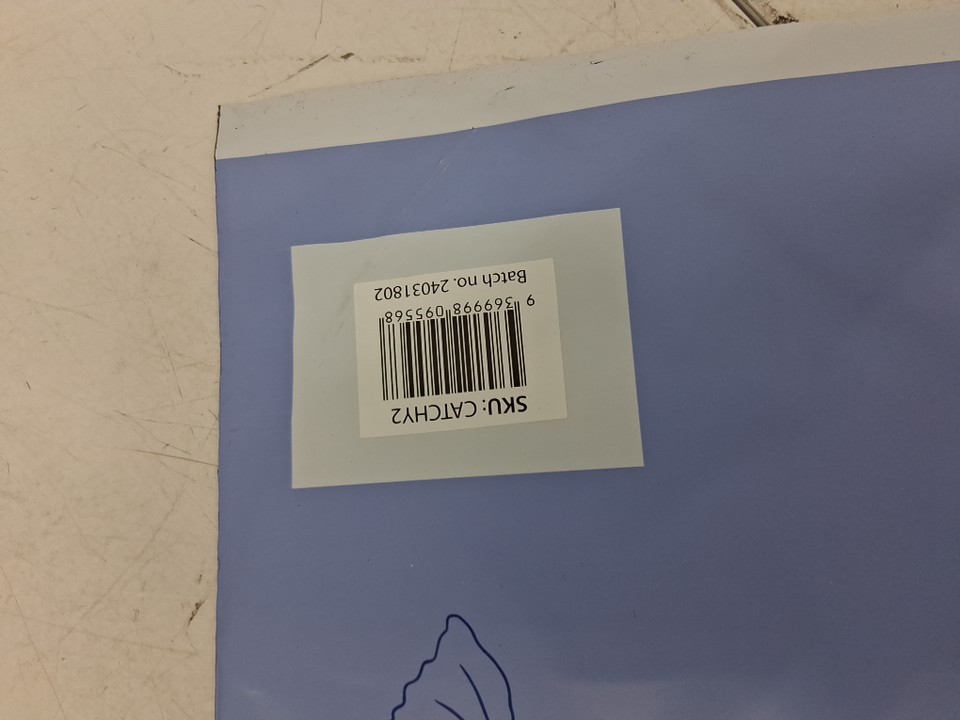 SKU: CATCHY2
9 369998 095568
Batch no. 24031802